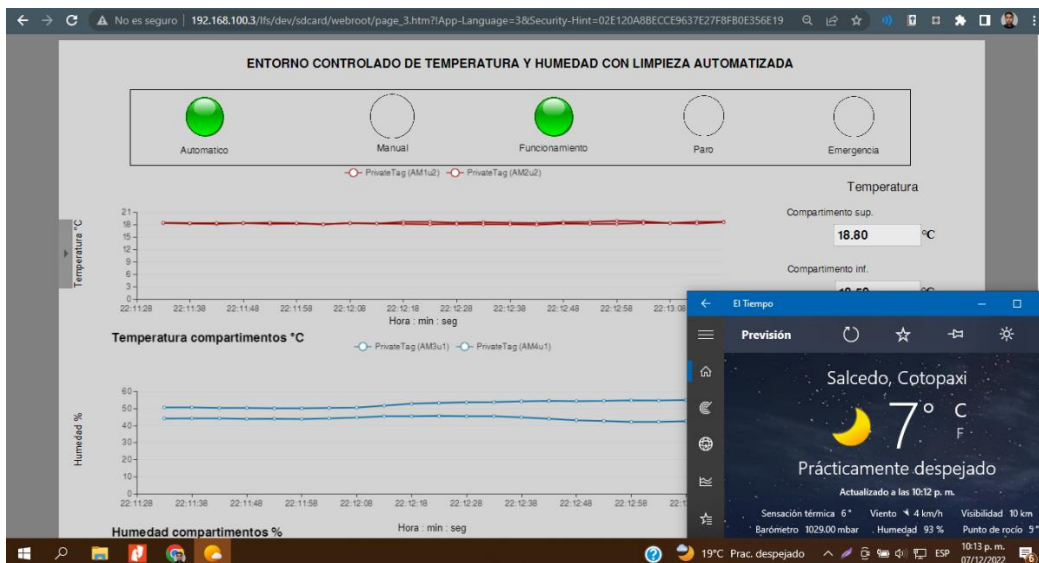 No es seguro | 192.168.100.3/lfs/dev/sdcard/webroot/page_3.htm?!App-Language=3&Security-Hint=02E120A8BECCE9637E27F8FB0E356E19
ENTORNO CONTROLADO DE TEMPERATURA Y HUMEDAD CON LIMPIEZA AUTOMATIZADA
Automatico Manual Funcionamiento Paro Emergencia
PrivateTag (AM1u2) PrivateTag (AM2u2)
Temperatura
Temperatura °C
21
18
15
12
9
6
3
0
Compartimento sup.
18.80 °C
Compartimento inf.
22:11:28 22:11:38 22:11:48 22:11:58 22:12:08 22:12:18 22:12:28 22:12:38 22:12:48 22:12:58 22:13:08
Hora : min : seg
Temperatura compartimentos °C
PrivateTag (AM3u1) PrivateTag (AM4u1)
Humedad %
60
50
40
30
20
10
0
22:11:28 22:11:38 22:11:48 22:11:58 22:12:08 22:12:18 22:12:28 22:12:38 22:12:48 22:12:58
Hora : min : seg
Humedad compartimentos %
El Tiempo
Previsión
Salcedo, Cotopaxi
7° C
F
Prácticamente despejado
Actualizado a las 10:12 p. m.
Sensación térmica 6° Viento 4 km/h Visibilidad 10 km
Barómetro 1029.00 mbar Humedad 93 % Punto de rocío 5°
19°C Prac. despejado ESP 10:13 p. m.
07/12/2022
6